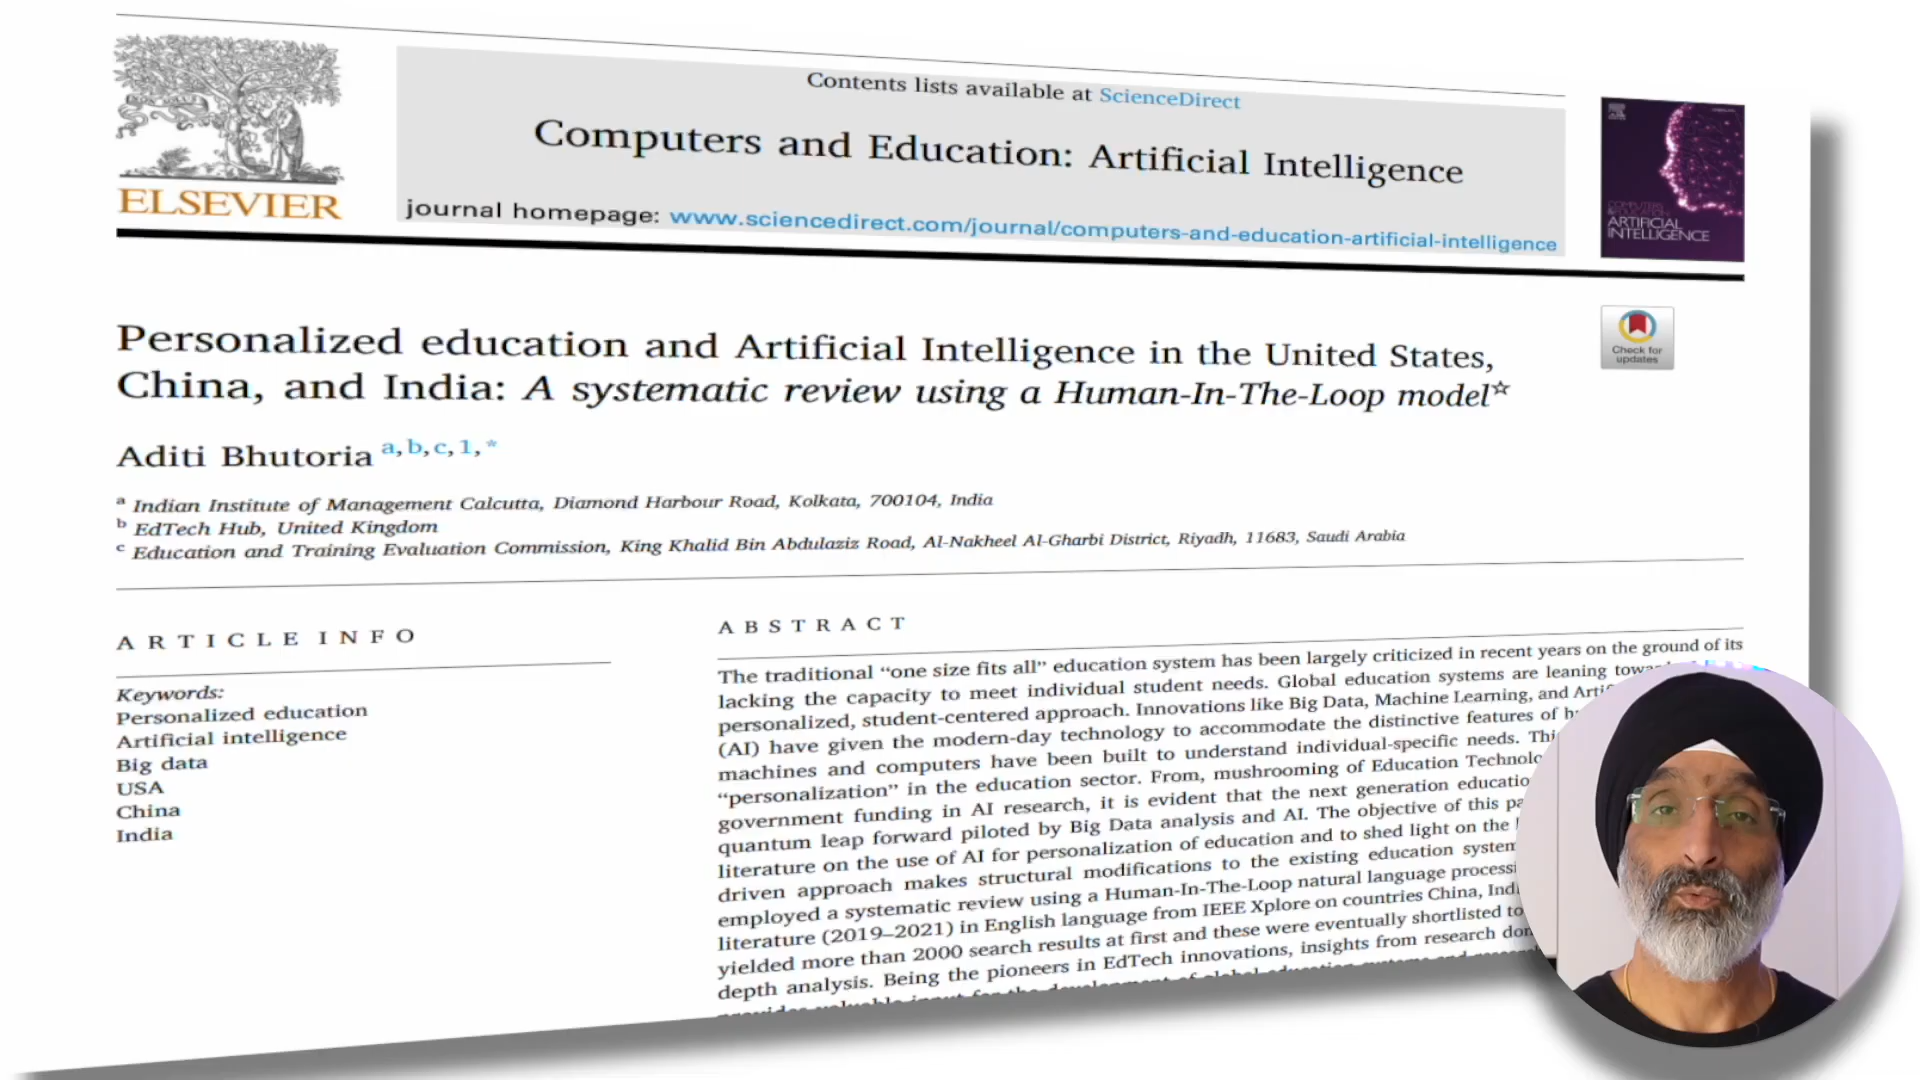 ELSEVIER
Contents lists available at ScienceDirect
Computers and Education: Artificial Intelligence
journal homepage: www.sciencedirect.com/journal/computers-and-education-artificial-intelligence
COMPUTERS
& EDUCATION
ARTIFICIAL
INTELLIGENCE
Check for
updates
Personalized education and Artificial Intelligence in the United States,
China, and India: A systematic review using a Human-In-The-Loop model☆
Aditi Bhutoria a, b, c, 1, *
a Indian Institute of Management Calcutta, Diamond Harbour Road, Kolkata, 700104, India
b EdTech Hub, United Kingdom
c Education and Training Evaluation Commission, King Khalid Bin Abdulaziz Road, Al-Nakheel Al-Gharbi District, Riyadh, 11683, Saudi Arabia
ARTICLE INFO
Keywords:
Personalized education
Artificial intelligence
Big data
USA
China
India
ABSTRACT
The traditional “one size fits all” education system has been largely criticized in recent years on the ground of its
lacking the capacity to meet individual student needs. Global education systems are leaning
personalized, student-centered approach. Innovations like Big Data, Machine Learning, and
(AI) have given the modern-day technology to accommodate the distinctive features of
machines and computers have been built to understand individual-specific needs.
“personalization” in the education sector. From, mushrooming of Education
government funding in AI research, it is evident that the next generation
quantum leap forward piloted by Big Data analysis and AI. The objective of this
literature on the use of AI for personalization of education and to shed light on the
driven approach makes structural modifications to the existing education
employed a systematic review using a Human-In-The-Loop natural language
literature (2019–2021) in English language from IEEE Xplore on countries China,
yielded more than 2000 search results at first and these were eventually shortlisted to
depth analysis. Being the pioneers in EdTech innovations, insights from research